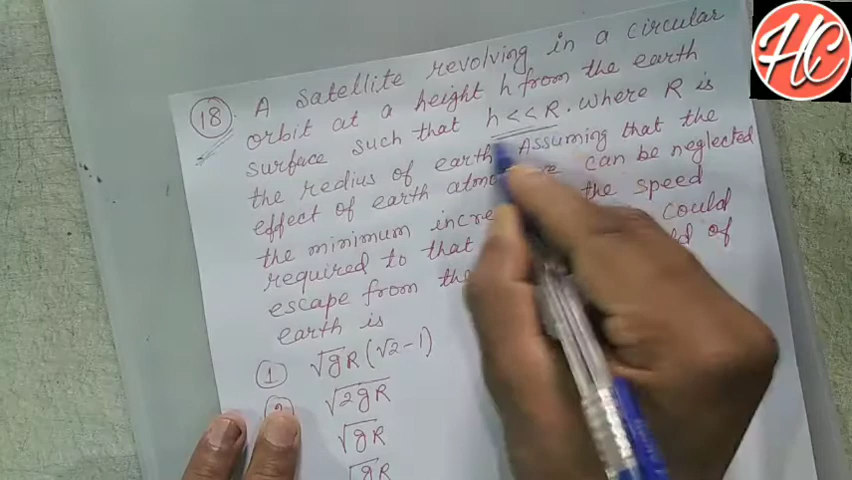 HC
18 A Satellite revolving in a circular
orbit at a height h from the earth
surface such that h << R. where R is
the radius of earth. Assuming that the
effect of earth can be neglected
the minimum the speed
required to that could
escape from the of
earth is
1 √gR (√2-1)
√2gR
√gR
√gR